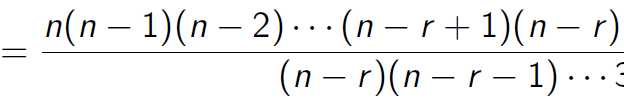 = n(n − 1)(n − 2) ··· (n − r + 1)(n − r)
(n − r)(n − r − 1) ··· 3